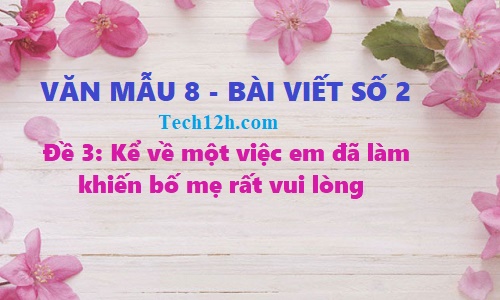 VĂN MẪU 8 - BÀI VIẾT SỐ 2
Tech12h.com
Đề 3: Kể về một việc em đã làm
khiến bố mẹ rất vui lòng